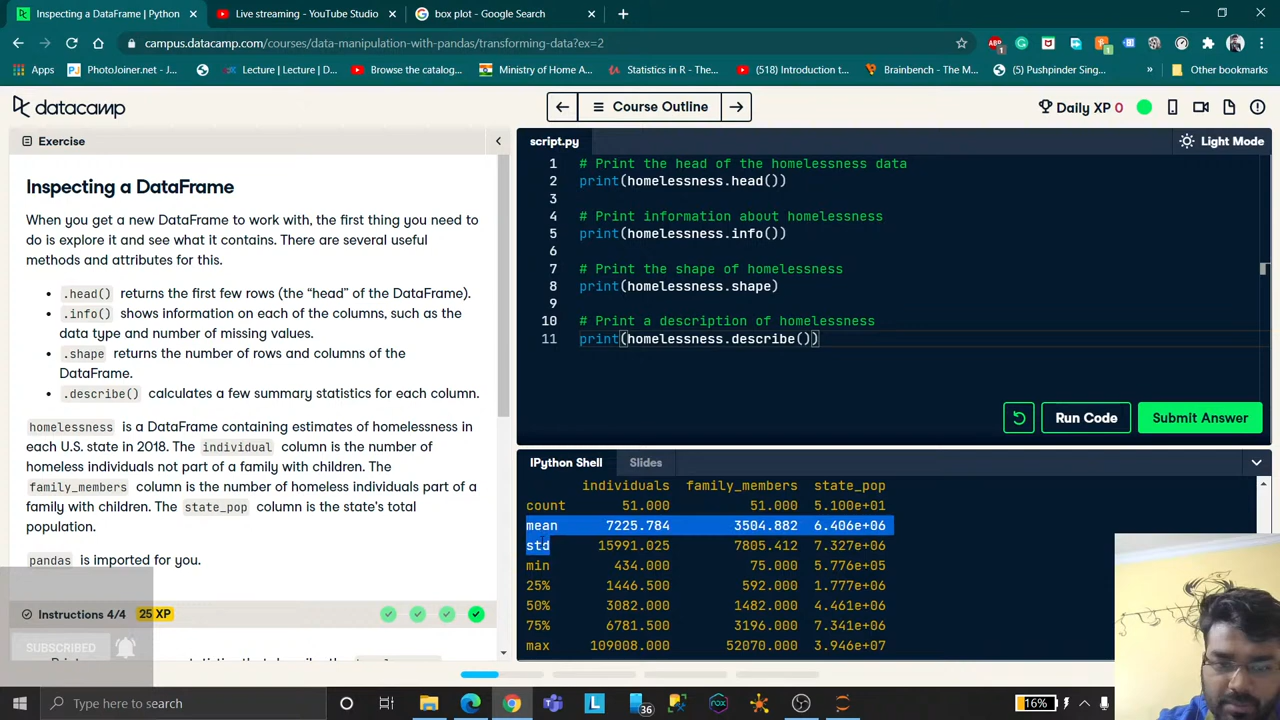 Inspecting a DataFrame | Python
Live streaming - YouTube Studio
box plot - Google Search
campus.datacamp.com/courses/data-manipulation-with-pandas/transforming-data?ex=2
Apps
PhotoJoiner.net - J...
Lecture | Lecture | D...
Browse the catalog...
Ministry of Home A...
Statistics in R - The...
(518) Introduction t...
Brainbench - The M...
(5) Pushpinder Sing...
»
Other bookmarks
datacamp
Course Outline
Daily XP 0
Exercise
script.py
Light Mode
Inspecting a DataFrame
When you get a new DataFrame to work with, the first thing you need to
do is explore it and see what it contains. There are several useful
methods and attributes for this.
• .head() returns the first few rows (the “head” of the DataFrame).
• .info() shows information on each of the columns, such as the
data type and number of missing values.
• .shape returns the number of rows and columns of the
DataFrame.
• .describe() calculates a few summary statistics for each column.
homelessness is a DataFrame containing estimates of homelessness in
each U.S. state in 2018. The individual column is the number of
homeless individuals not part of a family with children. The
family_members column is the number of homeless individuals part of a
family with children. The state_pop column is the state's total
population.
pandas is imported for you.
Instructions 4/4 25 XP
SUBSCRIBED
1 # Print the head of the homelessness data
2 print(homelessness.head())
3
4 # Print information about homelessness
5 print(homelessness.info())
6
7 # Print the shape of homelessness
8 print(homelessness.shape)
9
10 # Print a description of homelessness
11 print(homelessness.describe())
Run Code
Submit Answer
IPython Shell
Slides
individuals family_members state_pop
count 51.000 51.000 5.100e+01
mean 7225.784 3504.882 6.406e+06
std 15991.025 7805.412 7.327e+06
min 434.000 75.000 5.776e+05
25% 1446.500 592.000 1.777e+06
50% 3082.000 1482.000 4.461e+06
75% 6781.500 3196.000 7.341e+06
max 109008.000 52070.000 3.946e+07
Type here to search
36
16%